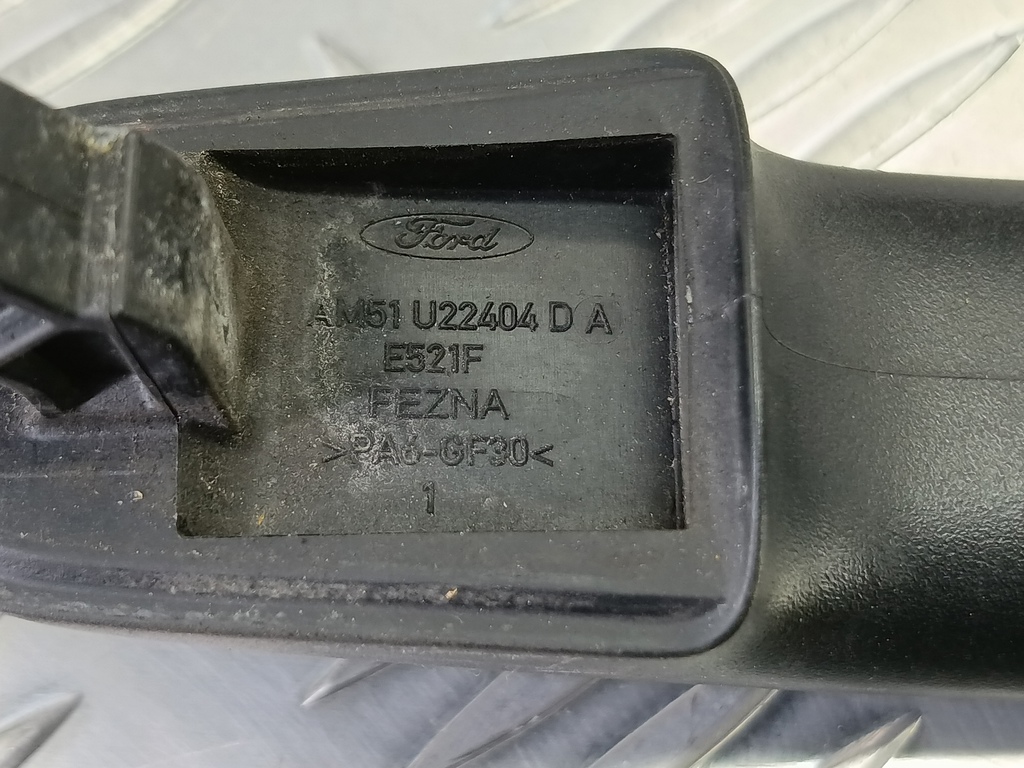 Ford
AM51 U22404 D A
E521F
FEZNA
>PA6-GF30<
1